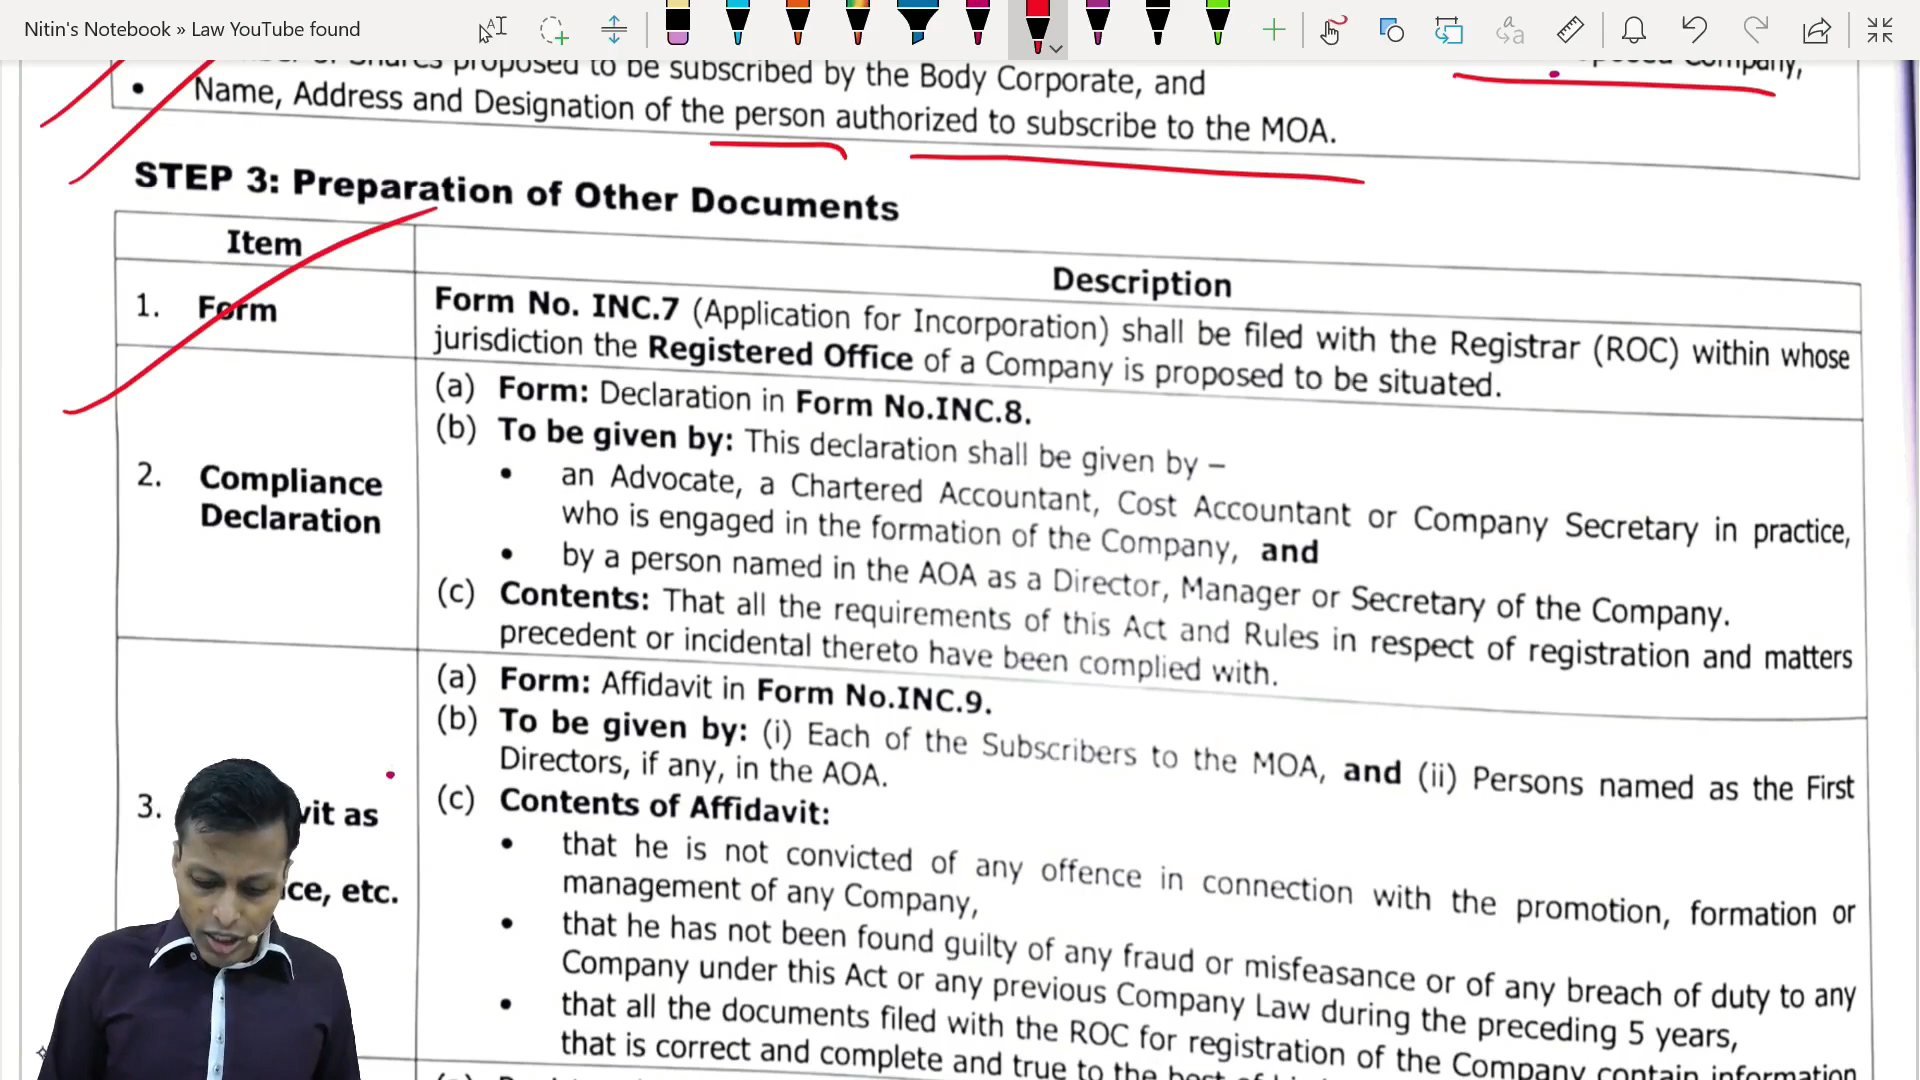 Nitin's Notebook » Law YouTube found
of Shares proposed to be subscribed by the Body Corporate, and
Company,
• Name, Address and Designation of the person authorized to subscribe to the MOA.
STEP 3: Preparation of Other Documents
Item
Description
1. Form
Form No. INC.7 (Application for Incorporation) shall be filed with the Registrar (ROC) within whose
jurisdiction the Registered Office of a Company is proposed to be situated.
2. Compliance
Declaration
(a) Form: Declaration in Form No.INC.8.
(b) To be given by: This declaration shall be given by –
• an Advocate, a Chartered Accountant, Cost Accountant or Company Secretary in practice,
who is engaged in the formation of the Company, and
• by a person named in the AOA as a Director, Manager or Secretary of the Company.
(c) Contents: That all the requirements of this Act and Rules in respect of registration and matters
precedent or incidental thereto have been complied with.
3. as
etc.
(a) Form: Affidavit in Form No.INC.9.
(b) To be given by: (i) Each of the Subscribers to the MOA, and (ii) Persons named as the First
Directors, if any, in the AOA.
(c) Contents of Affidavit:
• that he is not convicted of any offence in connection with the promotion, formation or
management of any Company,
• that he has not been found guilty of any fraud or misfeasance or of any breach of duty to any
Company under this Act or any previous Company Law during the preceding 5 years,
• that all the documents filed with the ROC for registration of the Company contain information
that is correct and complete and true to the best of